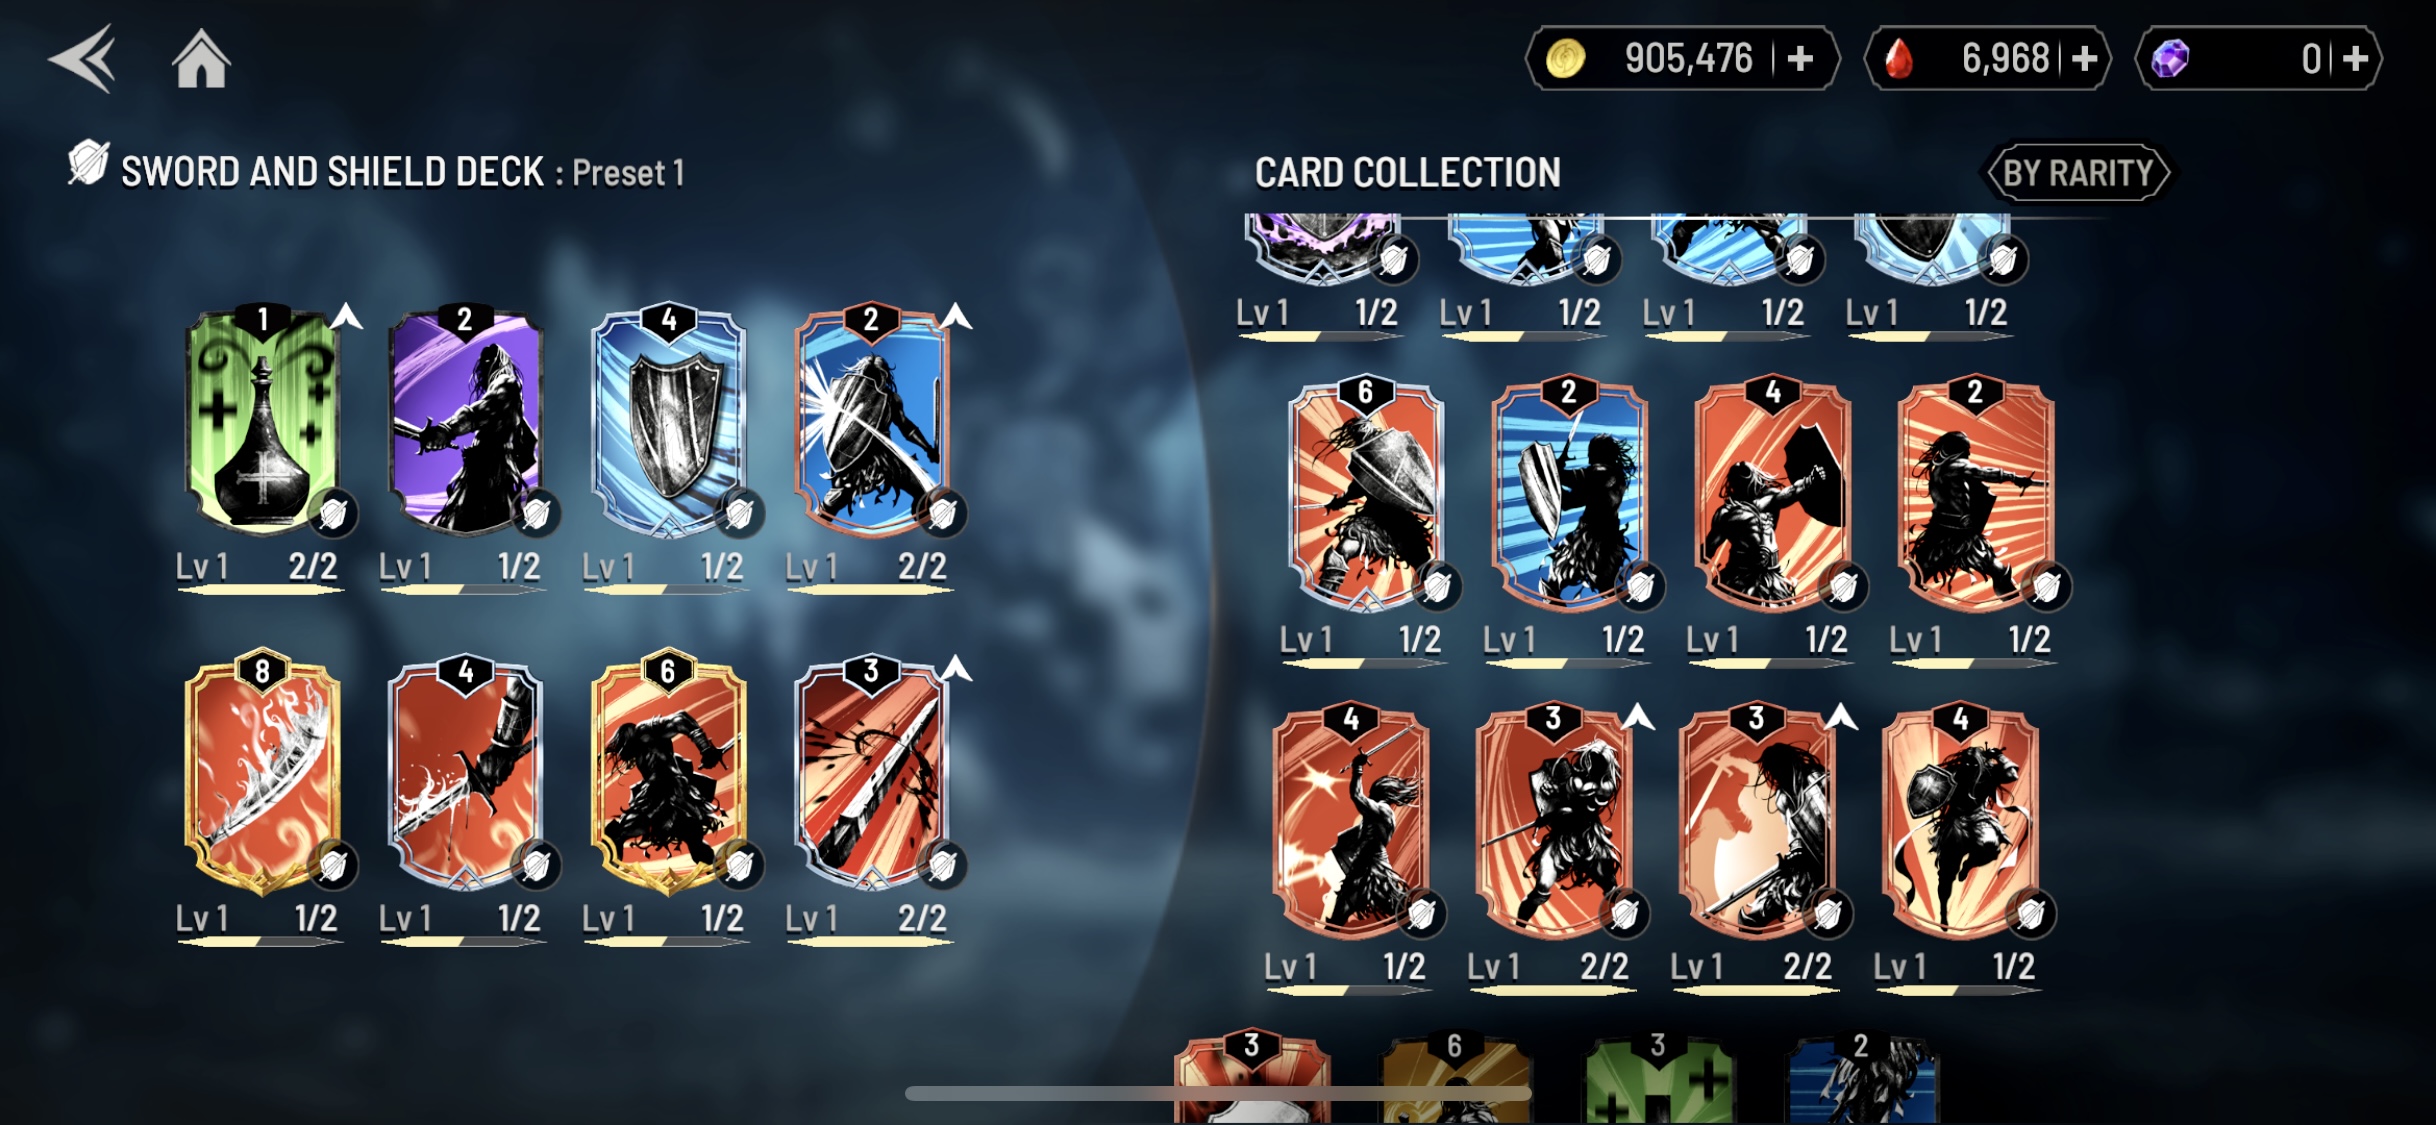 905,476
6,968
0
SWORD AND SHIELD DECK : Preset 1
1 2 4 2
Lv 1 2/2 Lv 1 1/2 Lv 1 1/2 Lv 1 2/2
8 4 6 3
Lv 1 1/2 Lv 1 1/2 Lv 1 1/2 Lv 1 2/2
CARD COLLECTION
BY RARITY
Lv 1 1/2 Lv 1 1/2 Lv 1 1/2 Lv 1 1/2
6 2 4 2
Lv 1 1/2 Lv 1 1/2 Lv 1 1/2 Lv 1 1/2
4 3 3 4
Lv 1 1/2 Lv 1 2/2 Lv 1 2/2 Lv 1 1/2
3 6 3 2